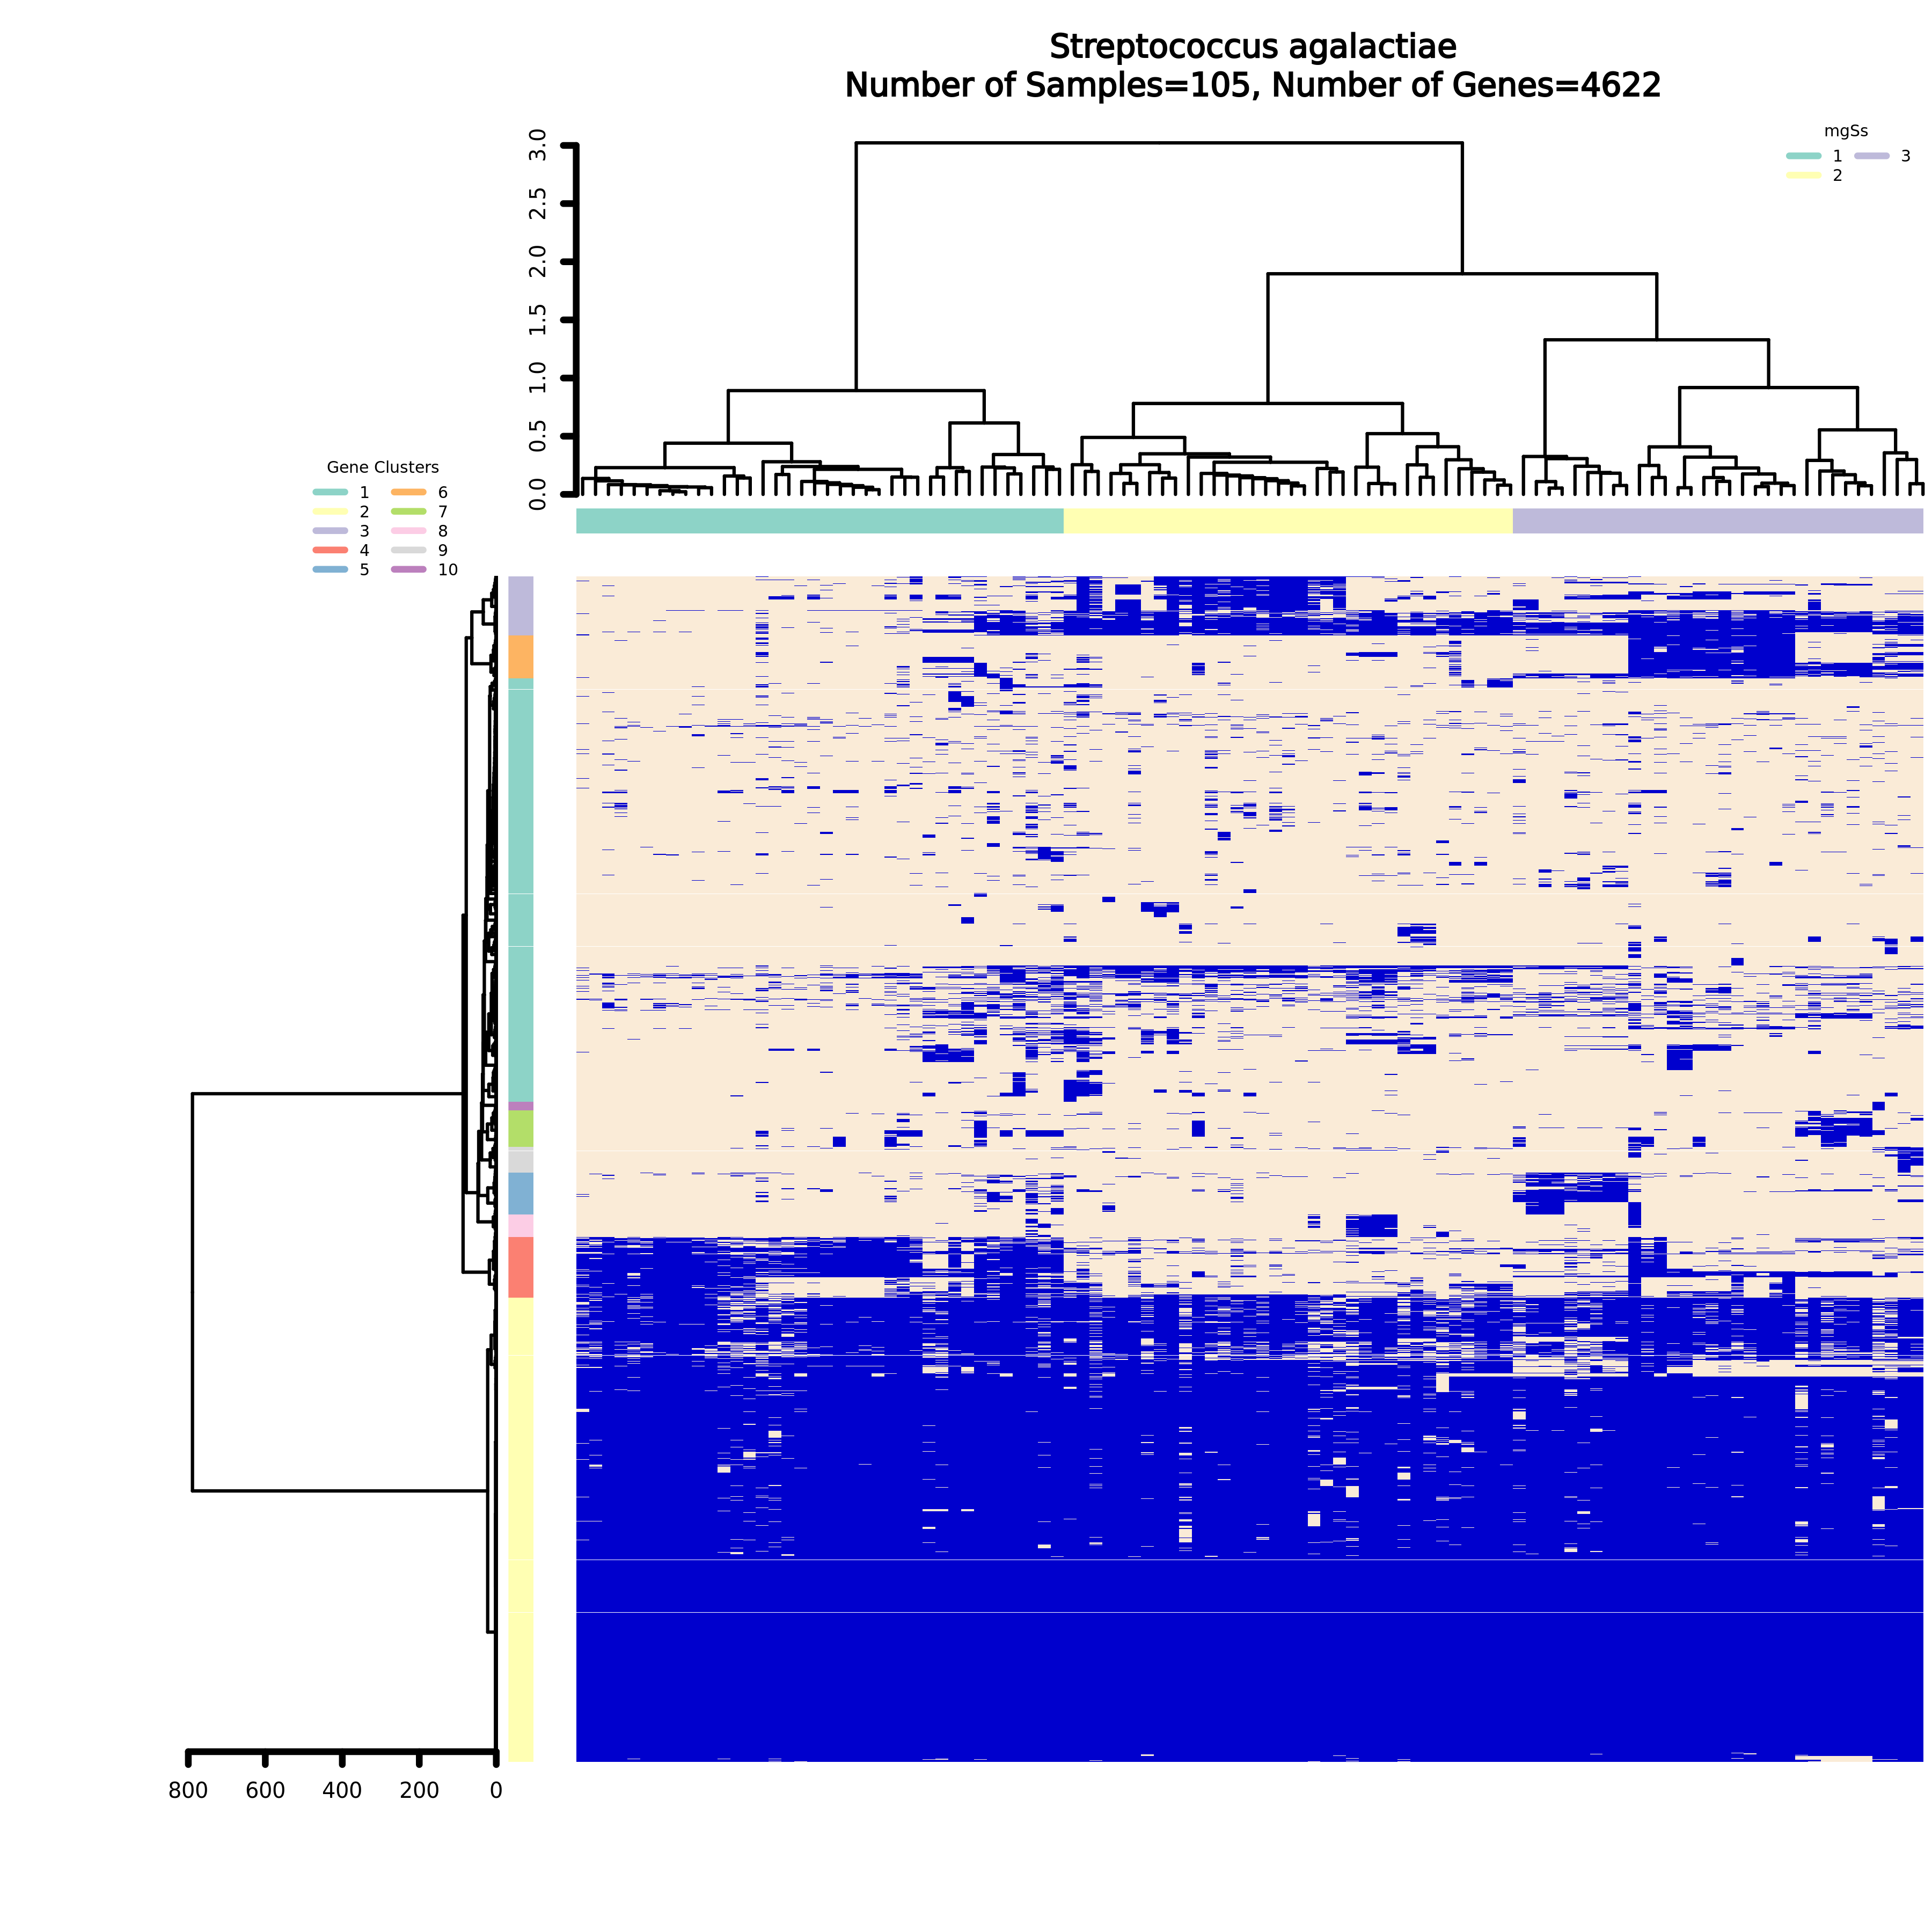 Streptococcus agalactiae
Number of Samples=105, Number of Genes=4622
mgSs
1 3
2
3.0
2.5
2.0
1.5
1.0
0.5
0.0
Gene Clusters
1 6
2 7
3 8
4 9
5 10
800 600 400 200 0